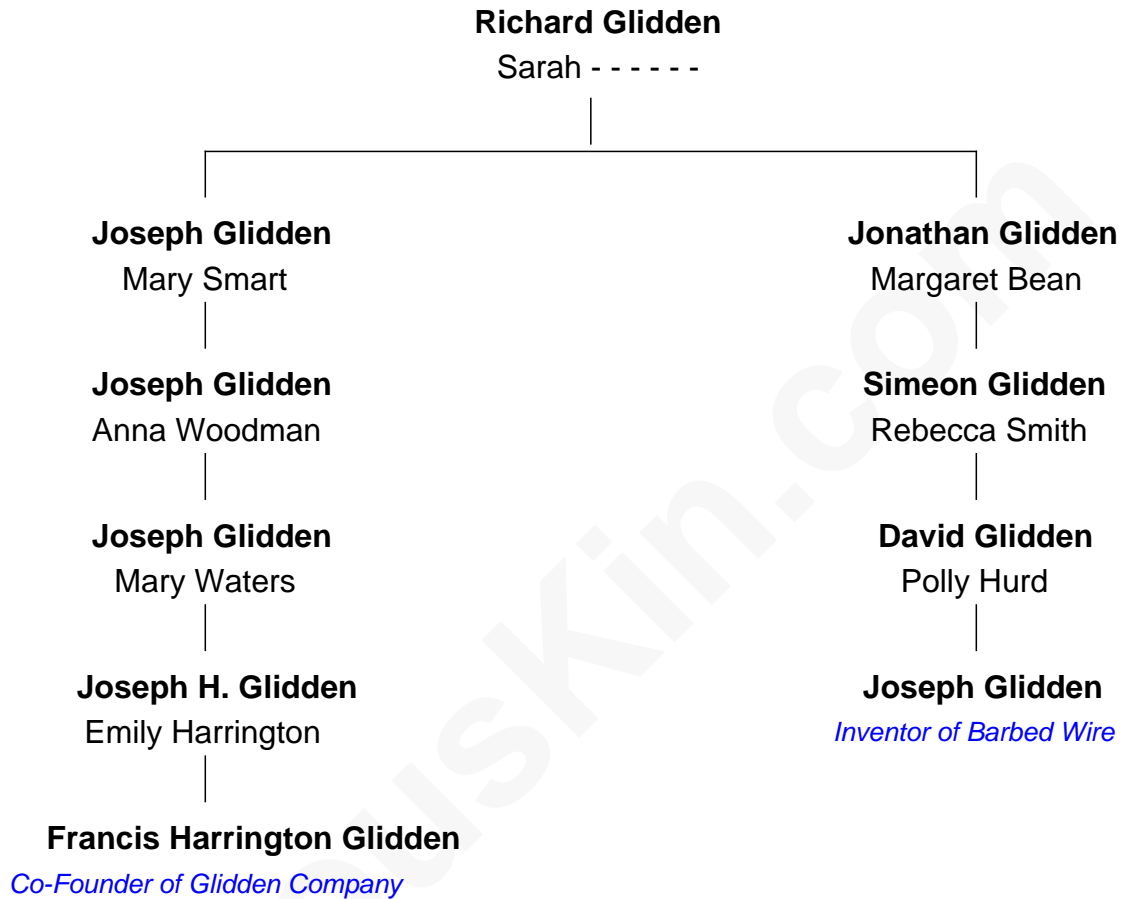 Richard Glidden
Sarah - - - - - -
Joseph Glidden
Mary Smart
Jonathan Glidden
Margaret Bean
Joseph Glidden
Anna Woodman
Simeon Glidden
Rebecca Smith
Joseph Glidden
Mary Waters
David Glidden
Polly Hurd
Joseph H. Glidden
Emily Harrington
Joseph Glidden
Inventor of Barbed Wire
Francis Harrington Glidden
Co-Founder of Glidden Company
usKin.com